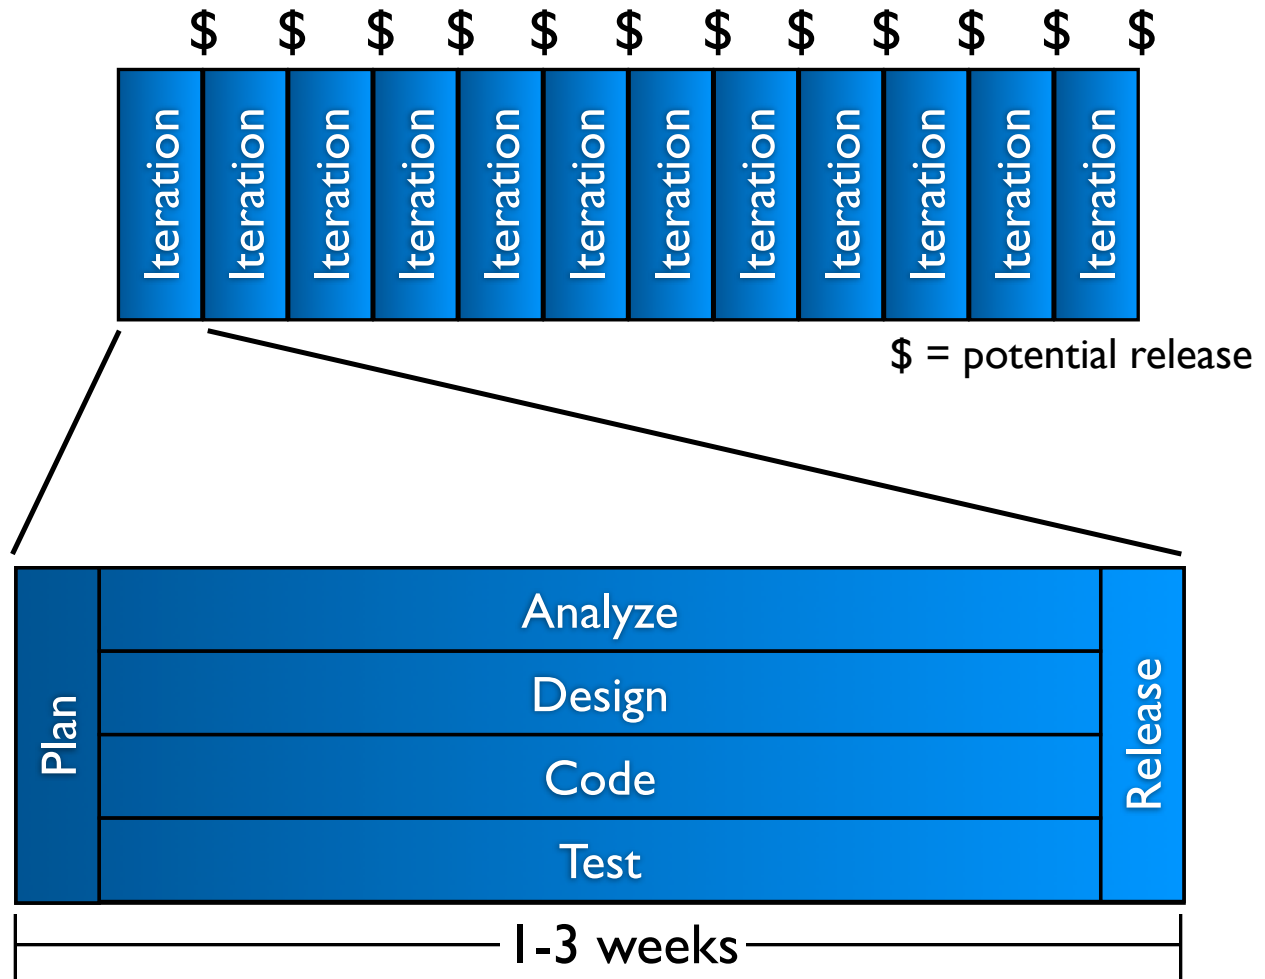 $ $ $ $ $ $ $ $ $ $ $ $
Iteration
Iteration
Iteration
Iteration
Iteration
Iteration
Iteration
Iteration
Iteration
Iteration
Iteration
Iteration
$ = potential release
Plan
Analyze
Design
Code
Test
Release
1-3 weeks